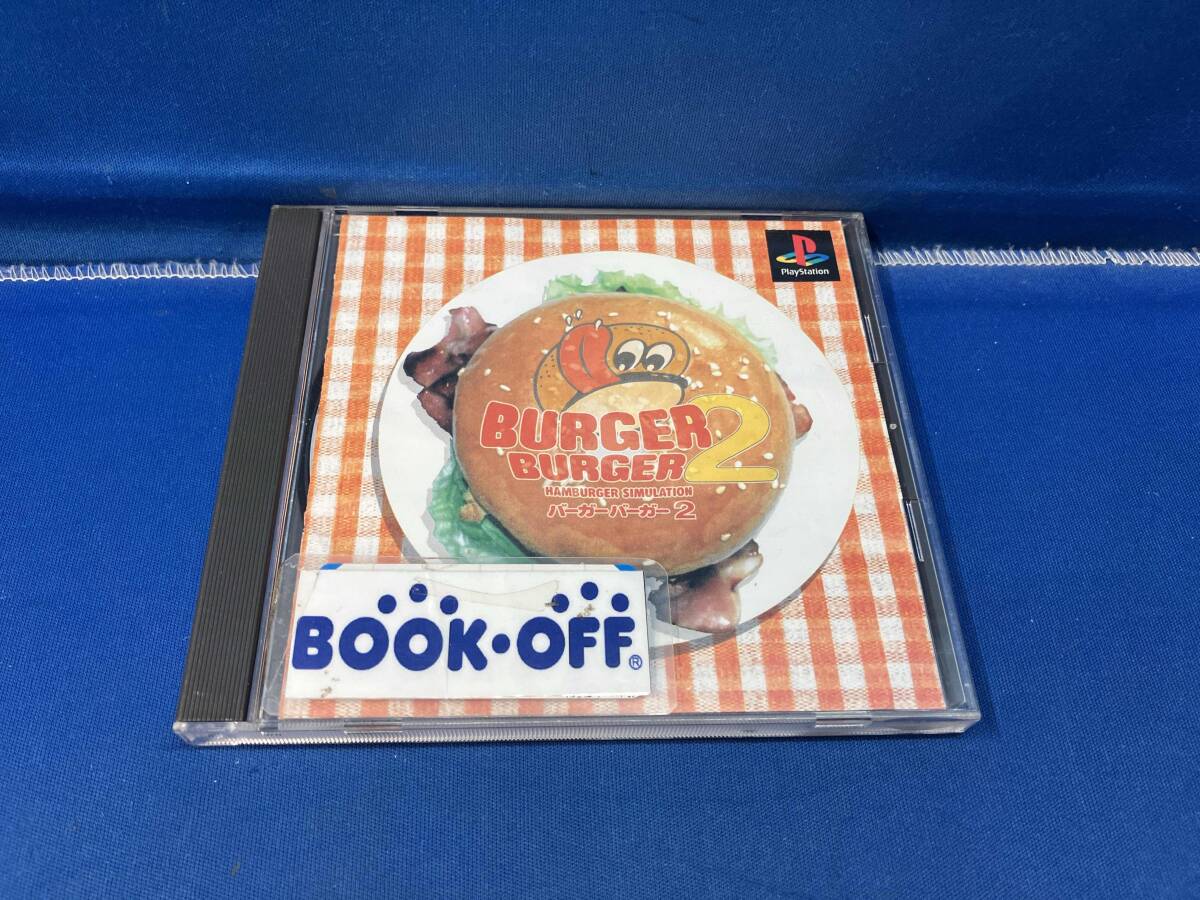 PlayStation
BURGER
BURGER 2
HAMBURGER SIMULATION
バーガーバーガー 2
BOOK・OFF®